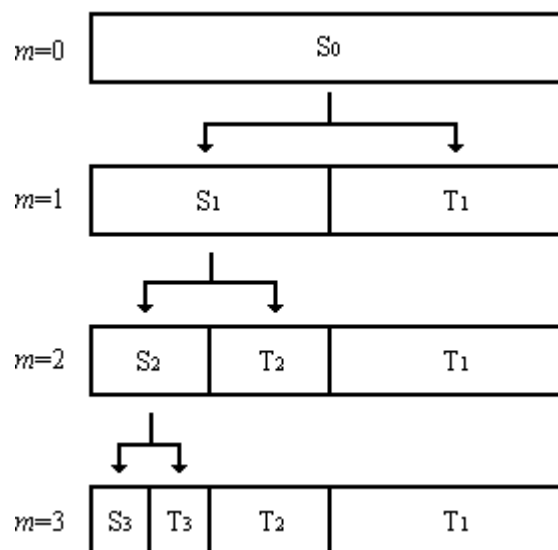 m=0 S₀
m=1 S₁ T₁
m=2 S₂ T₂ T₁
m=3 S₃ T₃ T₂ T₁